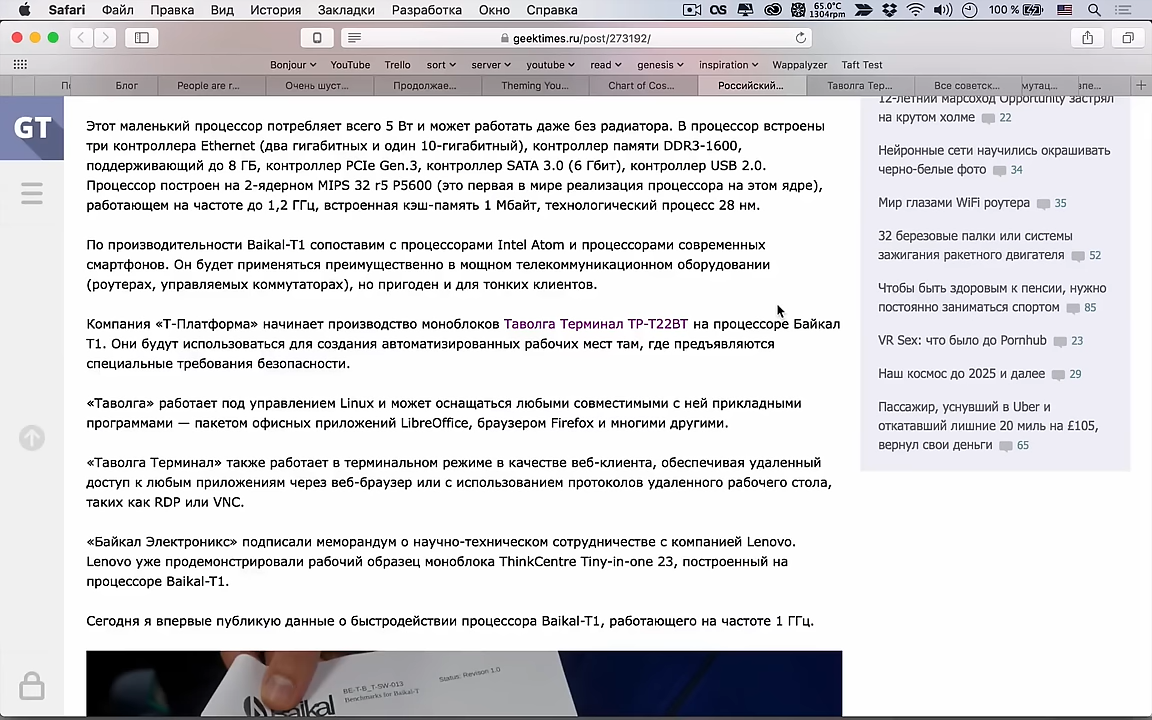 Safari Файл Правка Вид История Закладки Разработка Окно Справка
65.0°C
1304rpm
100 %
geektimes.ru/post/273192/
Bonjour YouTube Trello sort server youtube read genesis inspiration Wappalyzer Taft Test
Блог People are r... Очень шуст... Продолжае... Theming You... Chart of Cos... Российский... Таволга Тер... Все советск...
GT
Этот маленький процессор потребляет всего 5 Вт и может работать даже без радиатора. В процессор встроены
три контроллера Ethernet (два гигабитных и один 10-гигабитный), контроллер памяти DDR3-1600,
поддерживающий до 8 ГБ, контроллер PCIe Gen.3, контроллер SATA 3.0 (6 Гбит), контроллер USB 2.0.
Процессор построен на 2-ядерном MIPS 32 r5 P5600 (это первая в мире реализация процессора на этом ядре),
работающем на частоте до 1,2 ГГц, встроенная кэш-память 1 Мбайт, технологический процесс 28 нм.
По производительности Baikal-T1 сопоставим с процессорами Intel Atom и процессорами современных
смартфонов. Он будет применяться преимущественно в мощном телекоммуникационном оборудовании
(роутерах, управляемых коммутаторах), но пригоден и для тонких клиентов.
Компания «Т-Платформа» начинает производство моноблоков Таволга Терминал TP-T22BT на процессоре Байкал
Т1. Они будут использоваться для создания автоматизированных рабочих мест там, где предъявляются
специальные требования безопасности.
«Таволга» работает под управлением Linux и может оснащаться любыми совместимыми с ней прикладными
программами — пакетом офисных приложений LibreOffice, браузером Firefox и многими другими.
«Таволга Терминал» также работает в терминальном режиме в качестве веб-клиента, обеспечивая удаленный
доступ к любым приложениям через веб-браузер или с использованием протоколов удаленного рабочего стола,
таких как RDP или VNC.
«Байкал Электроникс» подписали меморандум о научно-техническом сотрудничестве с компанией Lenovo.
Lenovo уже продемонстрировали рабочий образец моноблока ThinkCentre Tiny-in-one 23, построенный на
процессоре Baikal-T1.
Сегодня я впервые публикую данные о быстродействии процессора Baikal-T1, работающего на частоте 1 ГГц.
BE-T-B_T-SW-013
Benchmarks for Baikal-T
Status: Revison 1.0
baikal
12-летний марсоход Opportunity застрял
на крутом холме 22
Нейронные сети научились окрашивать
черно-белые фото 34
Мир глазами WiFi роутера 35
32 березовые палки или системы
зажигания ракетного двигателя 52
Чтобы быть здоровым к пенсии, нужно
постоянно заниматься спортом 85
VR Sex: что было до Pornhub 23
Наш космос до 2025 и далее 29
Пассажир, уснувший в Uber и
откатавший лишние 20 миль на £105,
вернул свои деньги 65